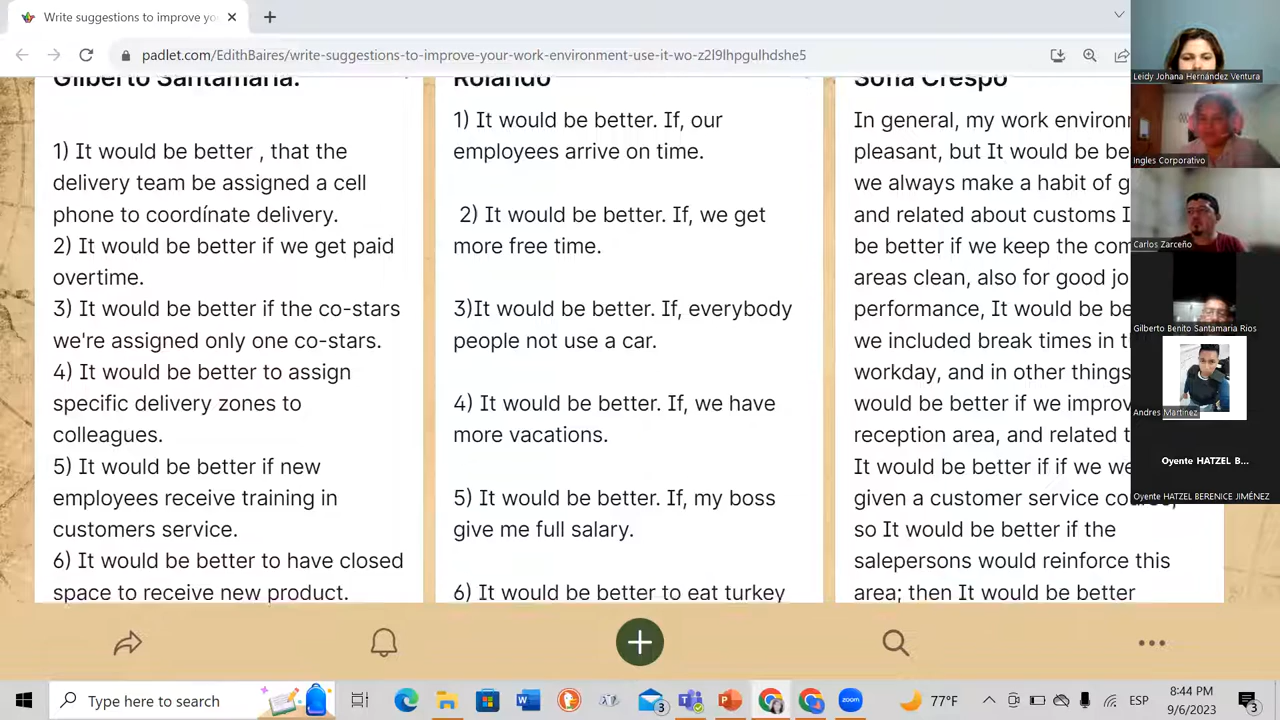 Write suggestions to improve yo
padlet.com/EdithBaires/write-suggestions-to-improve-your-work-environment-use-it-wo-z2l9lhpgulhdshe5
Gilberto Santamaria:
1) It would be better , that the
delivery team be assigned a cell
phone to coordínate delivery.
2) It would be better if we get paid
overtime.
3) It would be better if the co-stars
we're assigned only one co-stars.
4) It would be better to assign
specific delivery zones to
colleagues.
5) It would be better if new
employees receive training in
customers service.
6) It would be better to have closed
space to receive new product.
Rolando
1) It would be better. If, our
employees arrive on time.
2) It would be better. If, we get
more free time.
3)It would be better. If, everybody
people not use a car.
4) It would be better. If, we have
more vacations.
5) It would be better. If, my boss
give me full salary.
6) It would be better to eat turkey
Sofia Crespo
In general, my work environ
pleasant, but It would be be
we always make a habit of g
and related about customs I
be better if we keep the com
areas clean, also for good jo
performance, It would be be
we included break times in t
workday, and in other things
would be better if we improv
reception area, and related t
It would be better if if we we
given a customer service course,
so It would be better if the
salepersons would reinforce this
area; then It would be better
Leidy Johana Hernández Ventura
Ingles Corporativo
Carlos Zarceño
Gilberto Benito Santamaria Rios
Andres Martinez
Oyente HATZEL B...
Oyente HATZEL BERENICE JIMÉNEZ
Type here to search
3
77°F
ESP
8:44 PM
9/6/2023
3